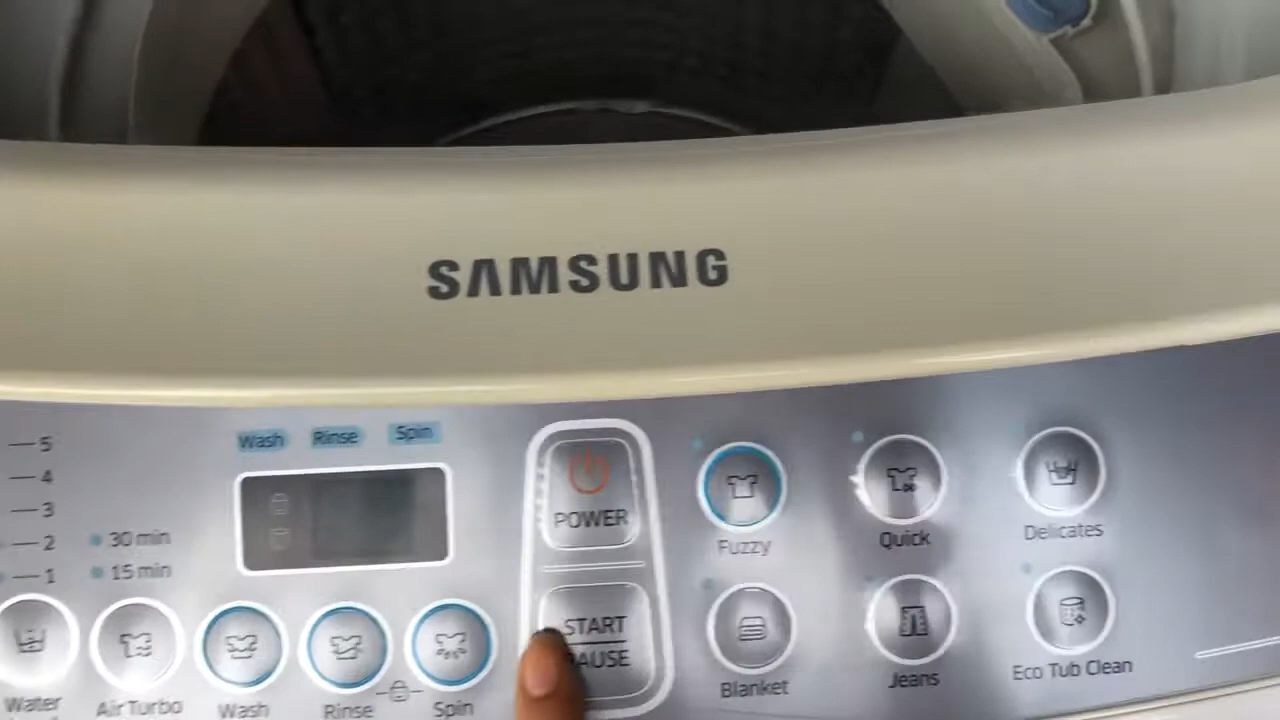 SAMSUNG
5
4
3
2
1
30 min
15 min
Wash Rinse Spin
POWER
START
AUSE
Fuzzy
Quick
Delicates
Blanket
Jeans
Eco Tub Clean
Water
Air Turbo
Wash
Rinse
Spin